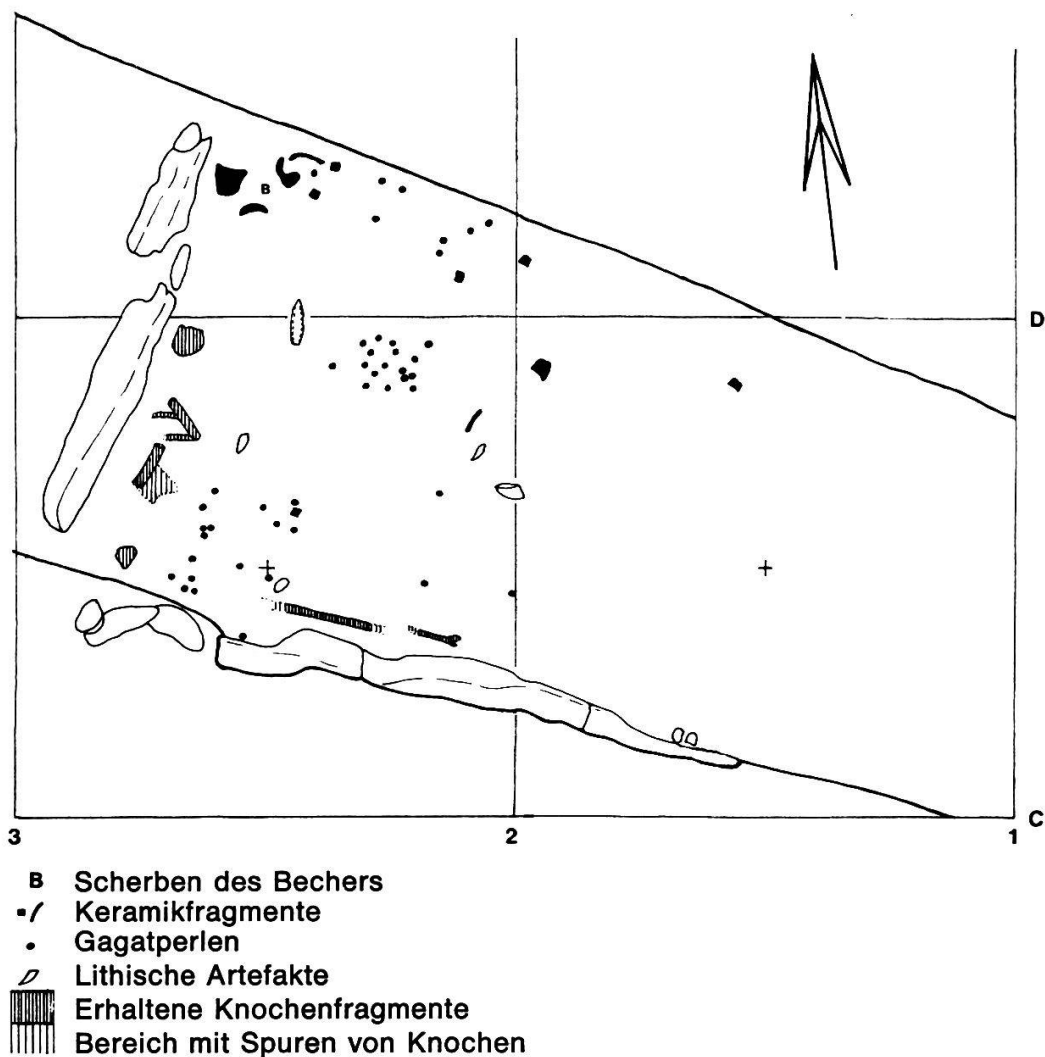 B
D
C
3 2 1
B Scherben des Bechers
Keramikfragmente
Gagatperlen
Lithische Artefakte
Erhaltene Knochenfragmente
Bereich mit Spuren von Knochen